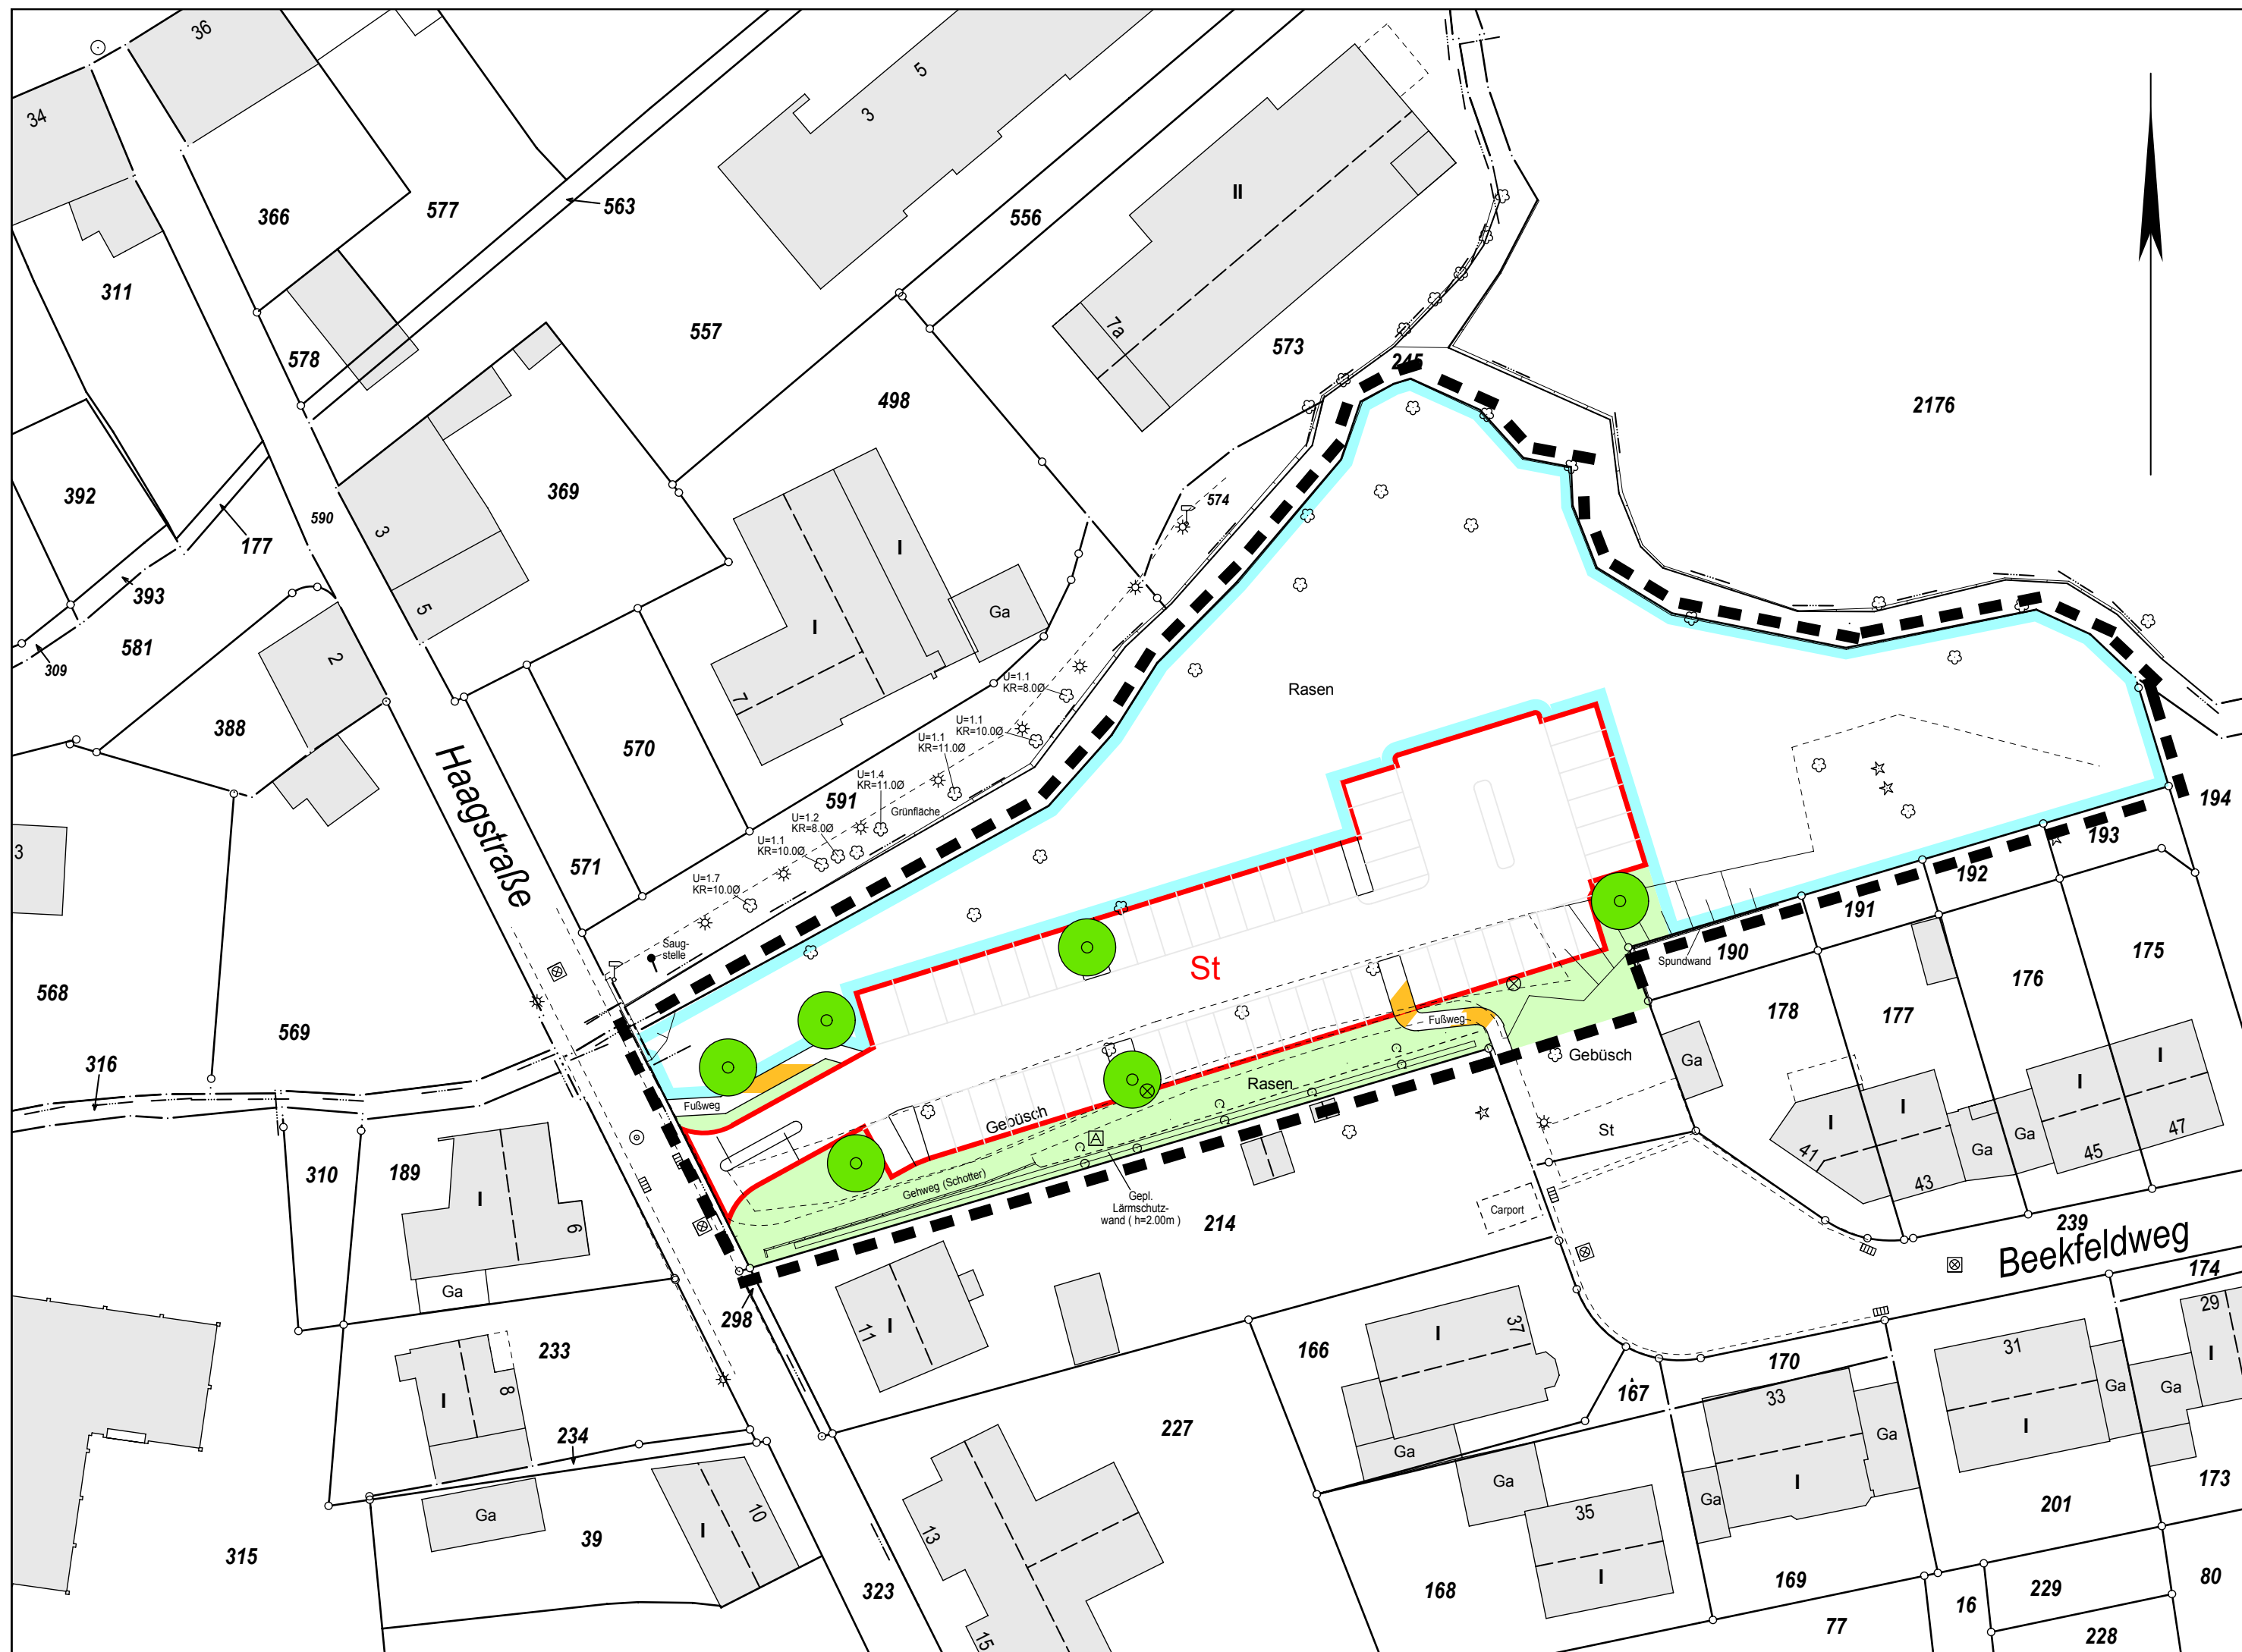 36
34
5
3
II
366
577
563
556
311
557
7a
573
245
578
498
2176
392
369
574
590
3
I
177
393
5
Ga
581
309
2
I
7
U=1.1
KR=8.0Ø
Rasen
388
570
U=1.1
KR=10.0Ø
U=1.1
KR=11.0Ø
U=1.4
KR=11.0Ø
Haagstraße
591
Grünfläche
194
U=1.2
KR=8.0Ø
193
3
U=1.1
KR=10.0Ø
571
192
U=1.7
KR=10.0Ø
191
Saug-
stelle
190
175
Spundwand
St
176
568
178
177
569
Fußweg
316
Gebüsch
Rasen
Ga
I
Fußweg
I
Gebüsch
I
I
St
47
A
Ga
Ga
45
310
189
41
43
I
Gehweg (Schotter)
Gepl.
Lärmschutz-
wand ( h=2.00m )
214
Carport
239
6
Beekfeldweg
Ga
174
298
11
I
29
37
I
233
166
31
I
170
I
8
167
33
Ga
Ga
I
234
227
Ga
I
Ga
Ga
173
10
Ga
Ga
I
35
201
I
13
39
315
323
168
I
169
16
229
80
15
77
228